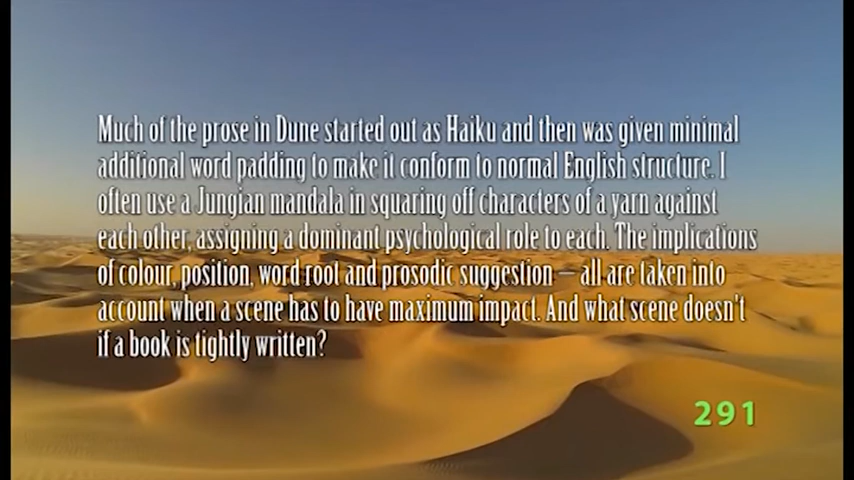 Much of the prose in Dune started out as Haiku and then was given minimal
additional word padding to make it conform to normal English structure. I
often use a Jungian mandala in squaring off characters of a yarn against
each other, assigning a dominant psychological role to each. The implications
of colour, position, word root and prosodic suggestion – all are taken into
account when a scene has to have maximum impact. And what scene doesn't
if a book is tightly written?
291